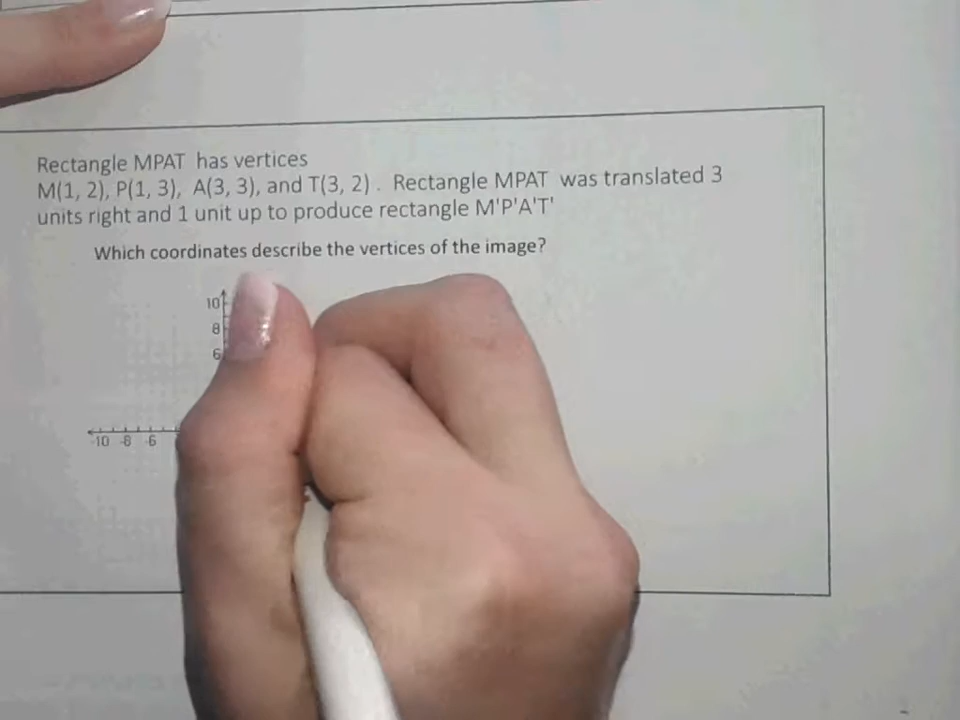 Rectangle MPAT has vertices
M(1, 2), P(1, 3), A(3, 3), and T(3, 2) . Rectangle MPAT was translated 3
units right and 1 unit up to produce rectangle M'P'A'T'
Which coordinates describe the vertices of the image?
10
8
6
-10 -8 -6